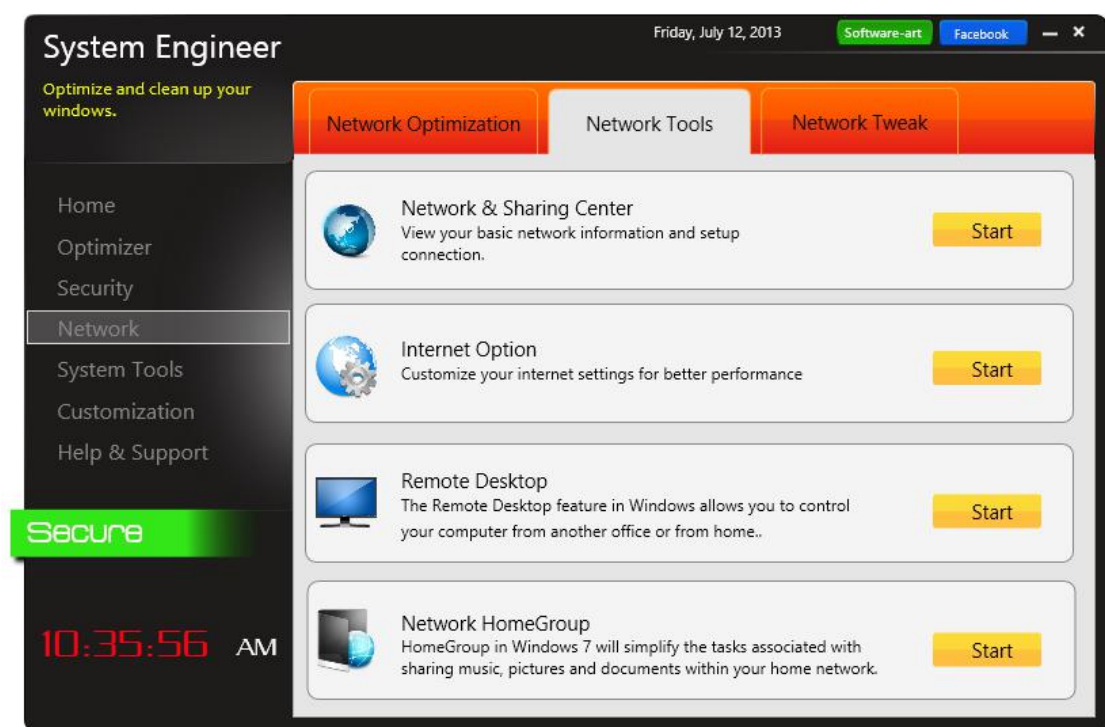 System Engineer
Optimize and clean up your
windows.
Friday, July 12, 2013
Software-art
Facebook
Network Optimization
Network Tools
Network Tweak
Home
Optimizer
Security
Network
System Tools
Customization
Help & Support
Secure
10:35:56 AM
Network & Sharing Center
View your basic network information and setup
connection.
Start
Internet Option
Customize your internet settings for better performance
Start
Remote Desktop
The Remote Desktop feature in Windows allows you to control
your computer from another office or from home..
Start
Network HomeGroup
HomeGroup in Windows 7 will simplify the tasks associated with
sharing music, pictures and documents within your home network.
Start